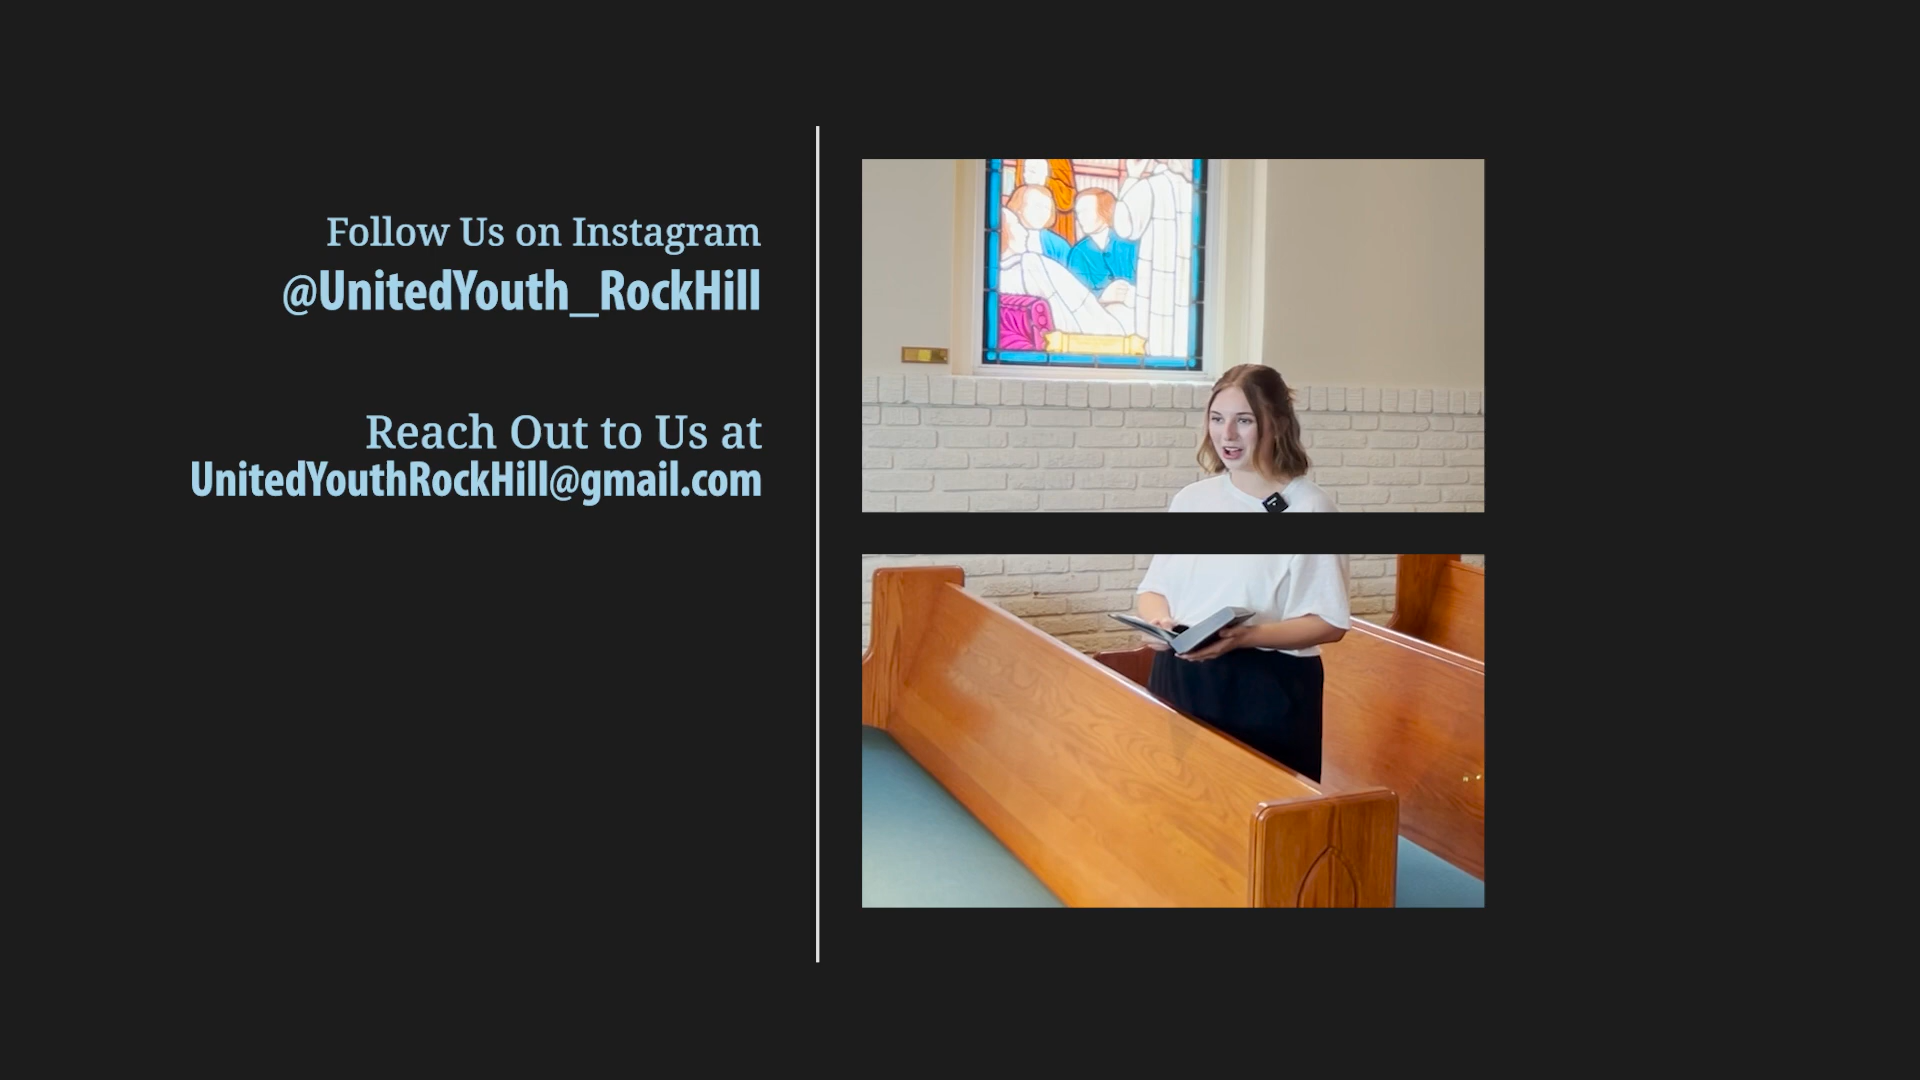 Follow Us on Instagram
@UnitedYouth_RockHill
Reach Out to Us at
UnitedYouthRockHill@gmail.com